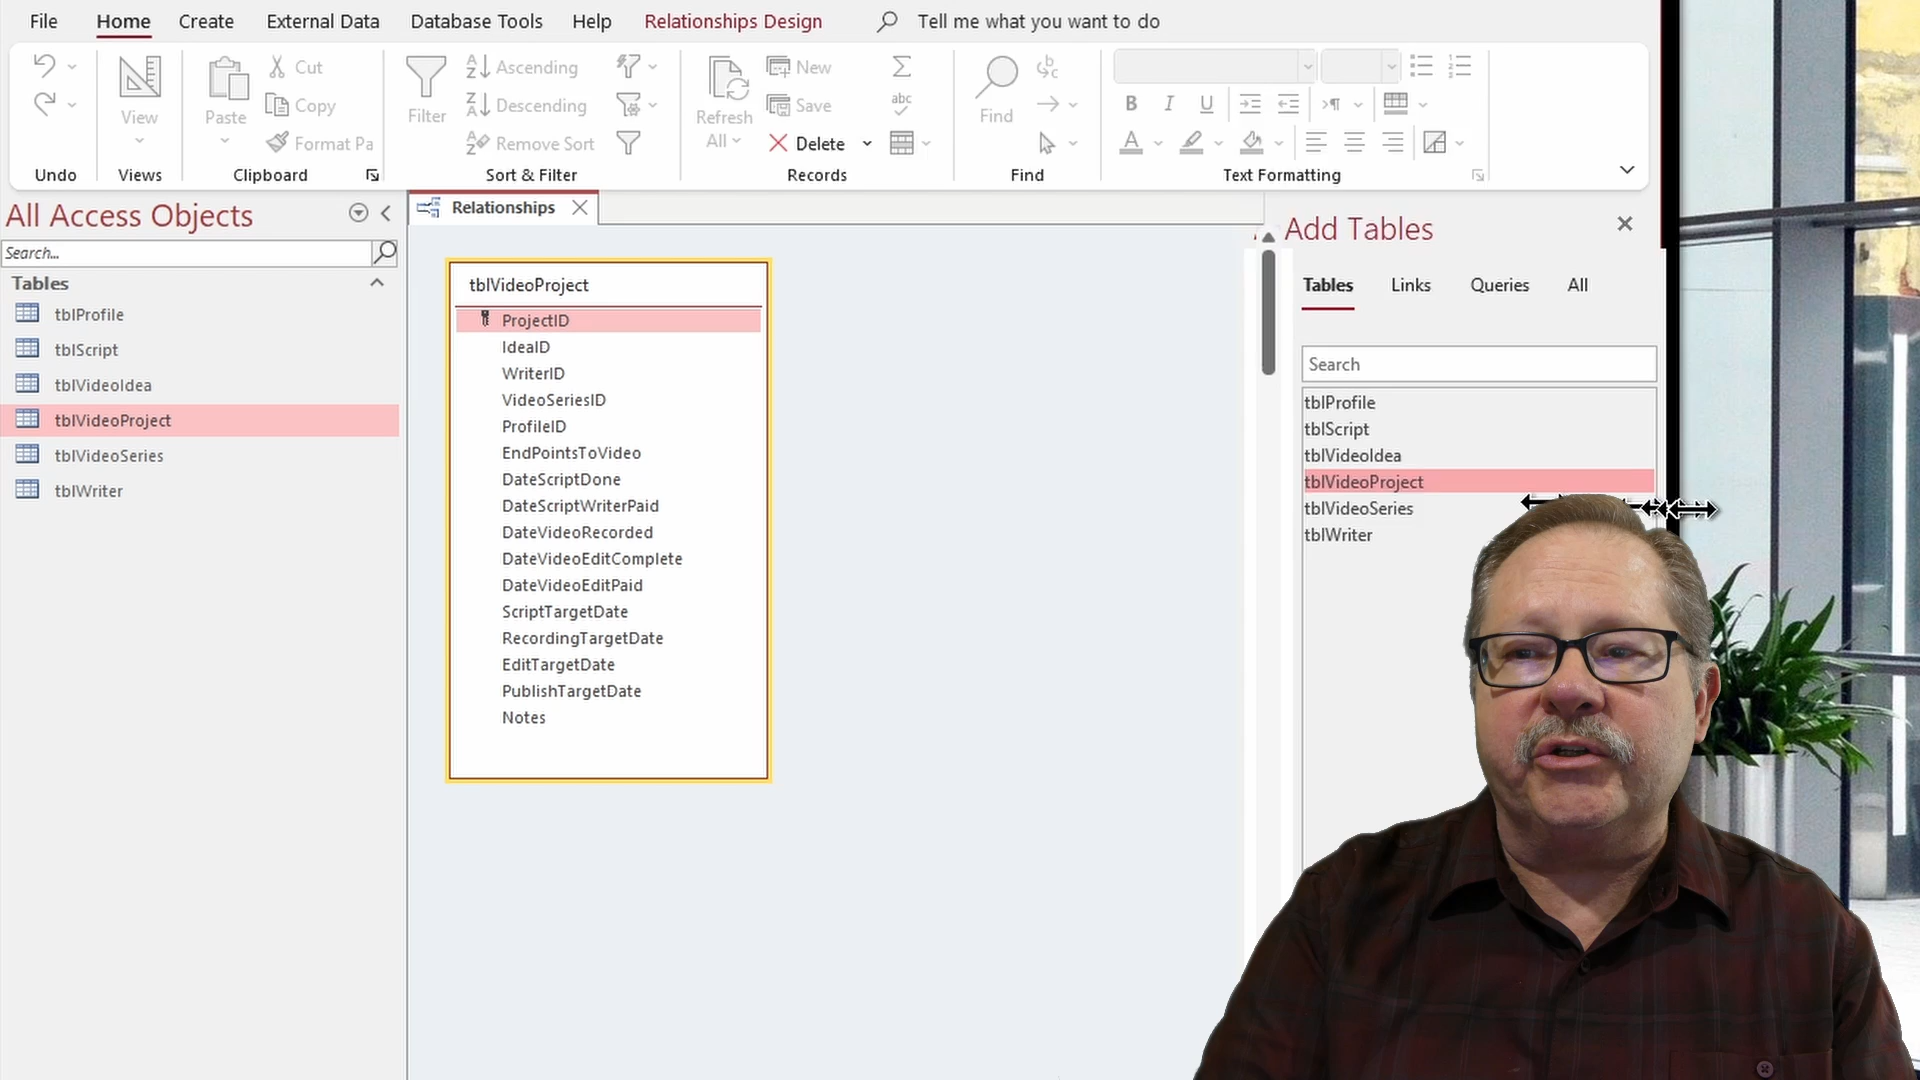 File Home Create External Data Database Tools Help Relationships Design Tell me what you want to do
Undo
View
Views
Paste
Cut
Copy
Format Pa
Clipboard
Filter
Ascending
Descending
Remove Sort
Sort & Filter
Refresh
All
New
Save
Delete
Records
Find
Find
B I U
Text Formatting
All Access Objects
Search...
Tables
tblProfile
tblScript
tblVideoIdea
tblVideoProject
tblVideoSeries
tblWriter
Relationships
tblVideoProject
ProjectID
IdeaID
WriterID
VideoSeriesID
ProfileID
EndPointsToVideo
DateScriptDone
DateScriptWriterPaid
DateVideoRecorded
DateVideoEditComplete
DateVideoEditPaid
ScriptTargetDate
RecordingTargetDate
EditTargetDate
PublishTargetDate
Notes
Add Tables
Tables Links Queries All
Search
tblProfile
tblScript
tblVideoIdea
tblVideoProject
tblVideoSeries
tblWriter